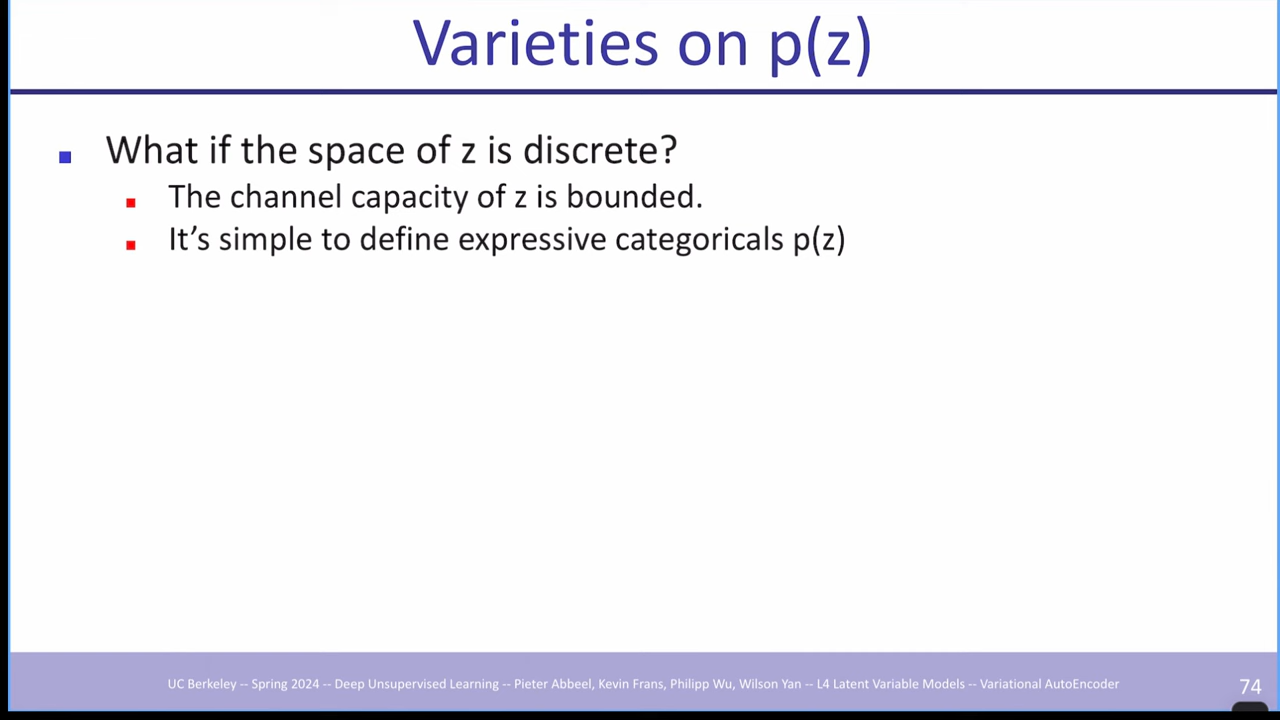 Varieties on p(z)
What if the space of z is discrete?
The channel capacity of z is bounded.
It’s simple to define expressive categoricals p(z)
UC Berkeley -- Spring 2024 -- Deep Unsupervised Learning -- Pieter Abbeel, Kevin Frans, Philipp Wu, Wilson Yan -- L4 Latent Variable Models -- Variational AutoEncoder
74